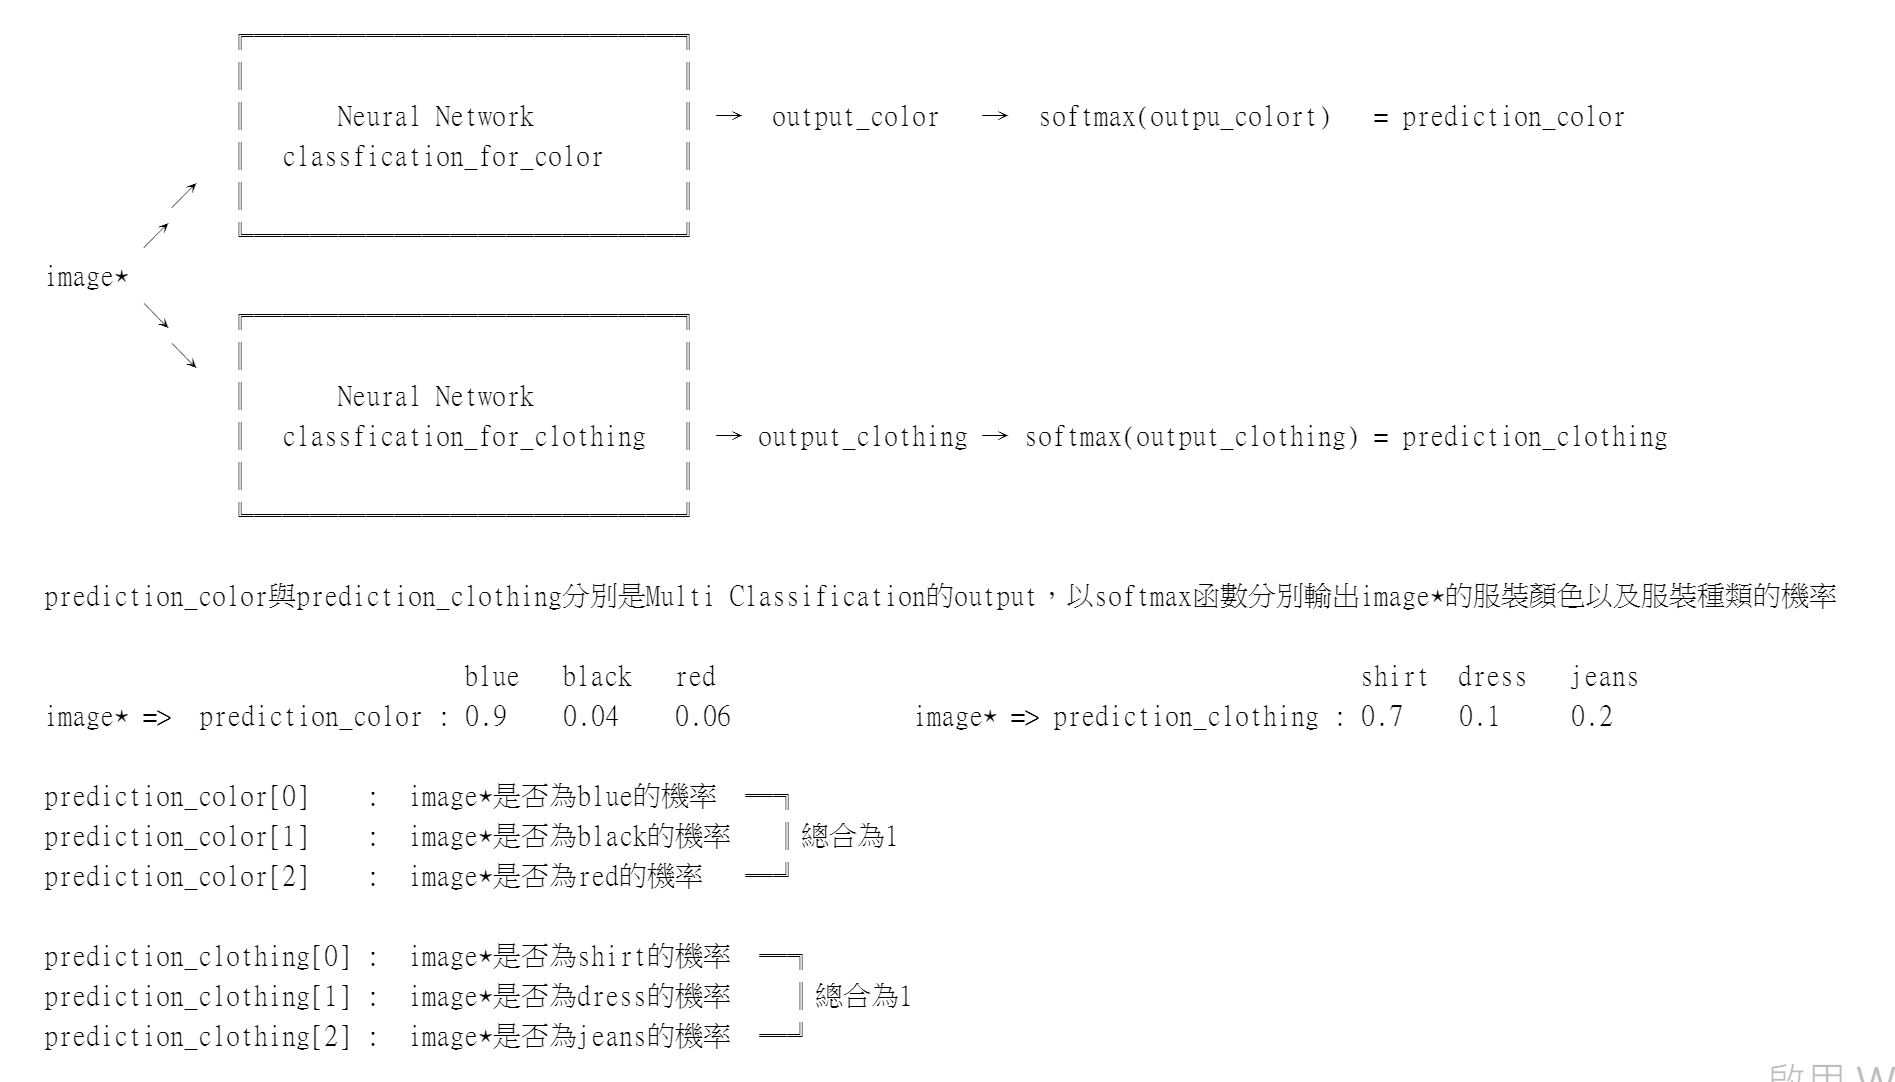 Neural Network → output_color → softmax(outpu_colort) = prediction_color
classfication_for_color
image*
Neural Network
classfication_for_clothing → output_clothing → softmax(output_clothing) = prediction_clothing
prediction_color與prediction_clothing分別是Multi Classification的output，以softmax函數分別輸出image*的服裝顏色以及服裝種類的機率
blue black red shirt dress jeans
image* => prediction_color : 0.9 0.04 0.06 image* => prediction_clothing : 0.7 0.1 0.2
prediction_color[0] : image*是否為blue的機率
prediction_color[1] : image*是否為black的機率 總合為1
prediction_color[2] : image*是否為red的機率
prediction_clothing[0] : image*是否為shirt的機率
prediction_clothing[1] : image*是否為dress的機率 總合為1
prediction_clothing[2] : image*是否為jeans的機率
啟用 W